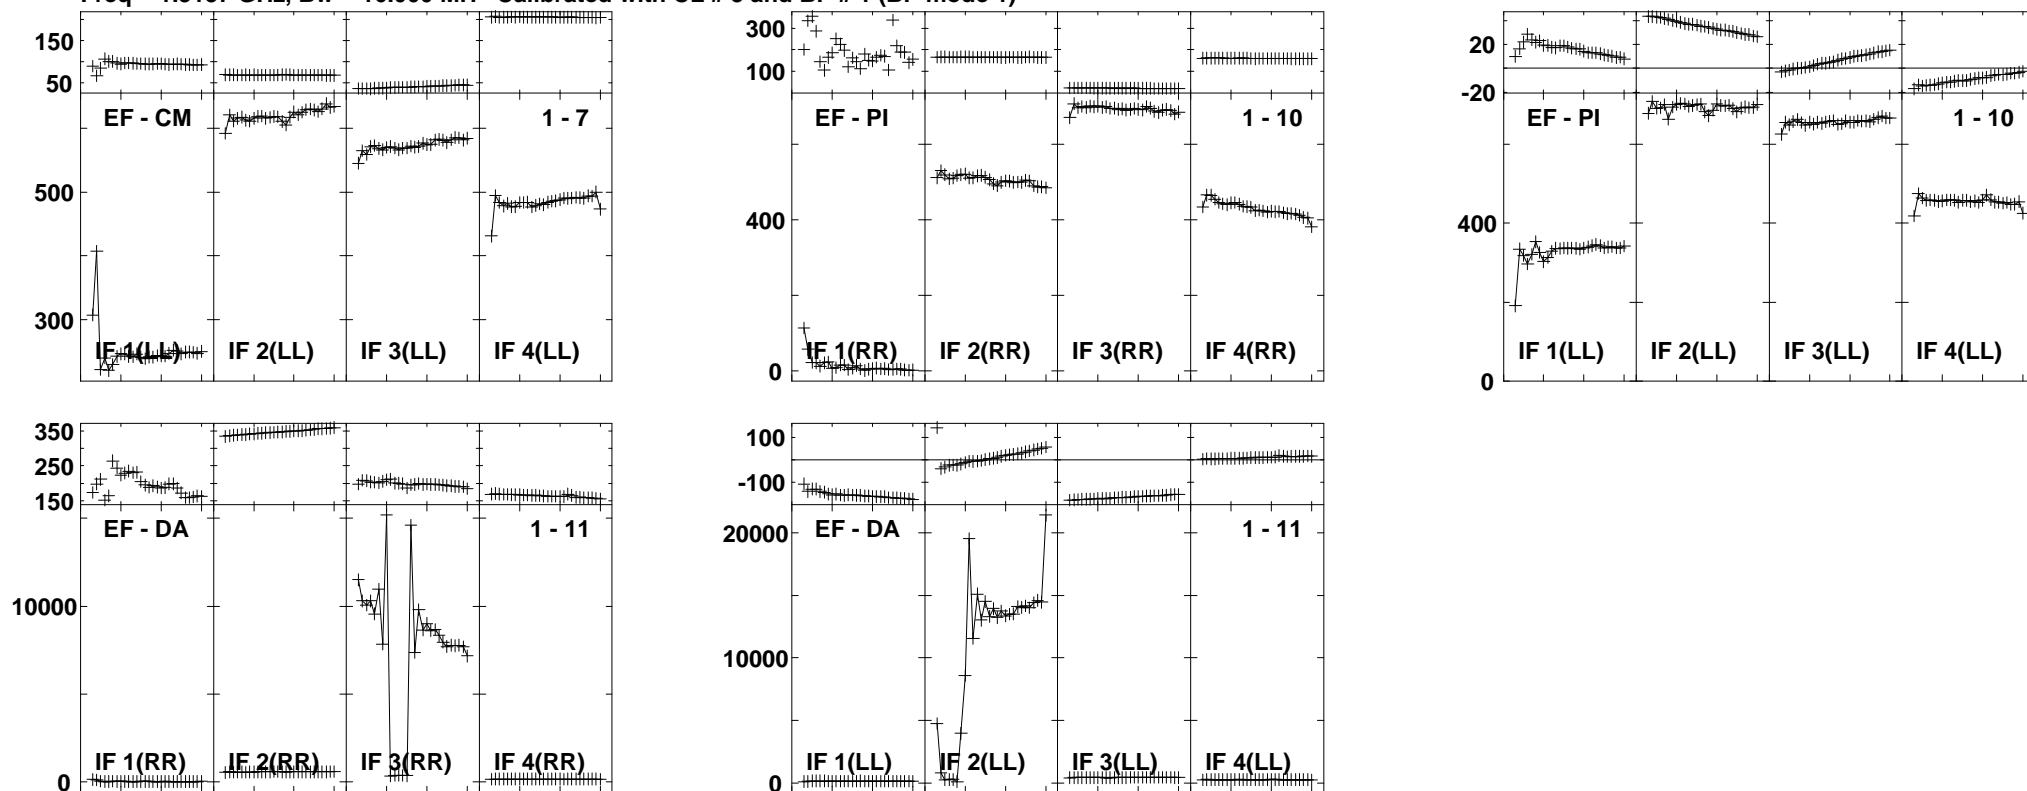 150
50
EF - CM
1 - 7
500
300
IF 1(LL)
IF 2(LL)
IF 3(LL)
IF 4(LL)
300
100
EF - PI
1 - 10
400
0
IF 1(RR)
IF 2(RR)
IF 3(RR)
IF 4(RR)
20
-20
EF - PI
1 - 10
400
0
IF 1(LL)
IF 2(LL)
IF 3(LL)
IF 4(LL)
350
250
150
EF - DA
1 - 11
10000
0
IF 1(RR)
IF 2(RR)
IF 3(RR)
IF 4(RR)
100
-100
EF - DA
1 - 11
20000
10000
0
IF 1(LL)
IF 2(LL)
IF 3(LL)
IF 4(LL)